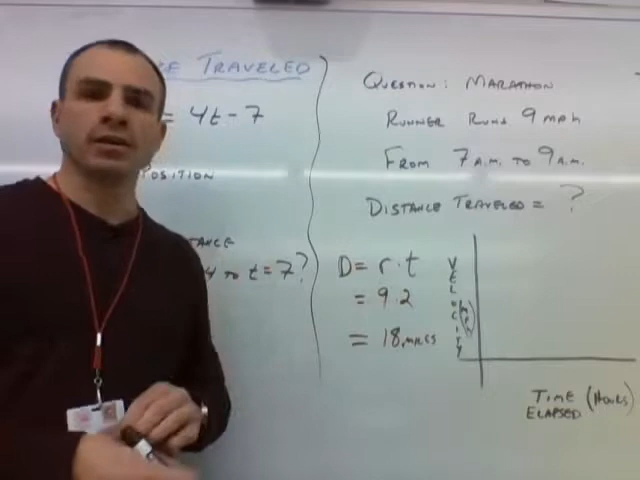 TRAVELED
= 4t - 7
POSITION
4 TO t = 7?
QUESTION: MARATHON
RUNNER RUNS 9 mph
FROM 7 A.M. TO 9 A.M.
DISTANCE TRAVELED = ?
D = r · t
= 9 · 2
= 18 MILES
VELOCITY
(MPH)
TIME (HOURS)
ELAPSED